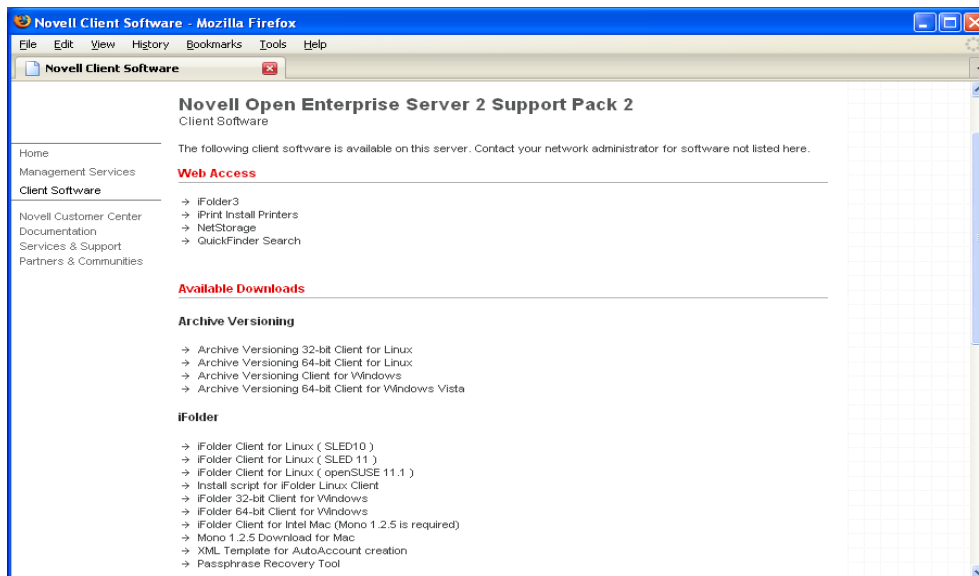 Novell Client Software - Mozilla Firefox
File Edit View History Bookmarks Tools Help
Novell Client Software
Novell Open Enterprise Server 2 Support Pack 2
Client Software
Home
Management Services
Client Software
Novell Customer Center
Documentation
Services & Support
Partners & Communities
The following client software is available on this server. Contact your network administrator for software not listed here.
Web Access
→ iFolder3
→ iPrint Install Printers
→ NetStorage
→ QuickFinder Search
Available Downloads
Archive Versioning
→ Archive Versioning 32-bit Client for Linux
→ Archive Versioning 64-bit Client for Linux
→ Archive Versioning Client for Windows
→ Archive Versioning 64-bit Client for Windows Vista
iFolder
→ iFolder Client for Linux ( SLED10 )
→ iFolder Client for Linux ( SLED 11 )
→ iFolder Client for Linux ( openSUSE 11.1 )
→ Install script for iFolder Linux Client
→ iFolder 32-bit Client for Windows
→ iFolder 64-bit Client for Windows
→ iFolder Client for Intel Mac (Mono 1.2.5 is required)
→ Mono 1.2.5 Download for Mac
→ XML Template for AutoAccount creation
→ Passphrase Recovery Tool